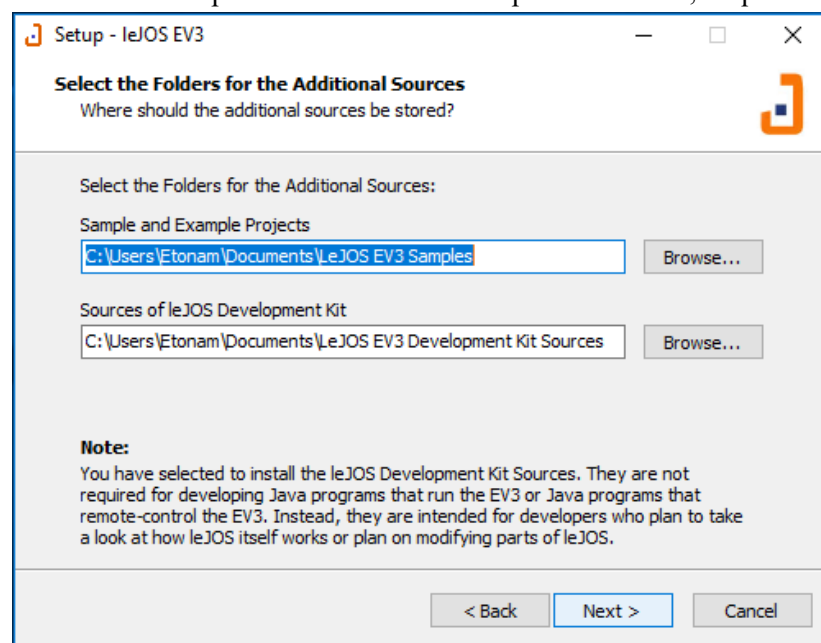 Setup - leJOS EV3
Select the Folders for the Additional Sources
Where should the additional sources be stored?
Select the Folders for the Additional Sources:
Sample and Example Projects
C:\Users\Etonam\Documents\LeJOS EV3 Samples
Browse...
Sources of leJOS Development Kit
C:\Users\Etonam\Documents\LeJOS EV3 Development Kit Sources
Browse...
Note:
You have selected to install the leJOS Development Kit Sources. They are not
required for developing Java programs that run the EV3 or Java programs that
remote-control the EV3. Instead, they are intended for developers who plan to take
a look at how leJOS itself works or plan on modifying parts of leJOS.
< Back Next > Cancel